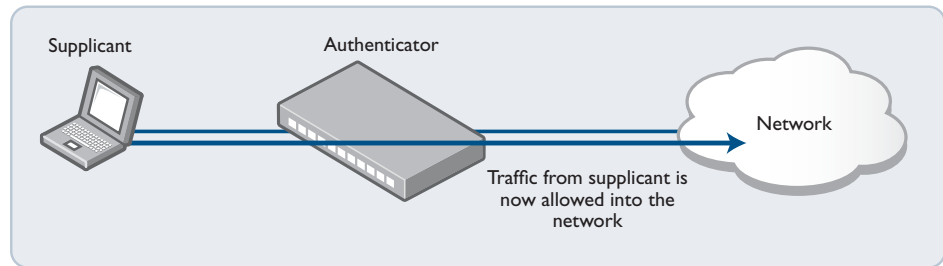 Supplicant
Authenticator
Network
Traffic from supplicant is
now allowed into the
network